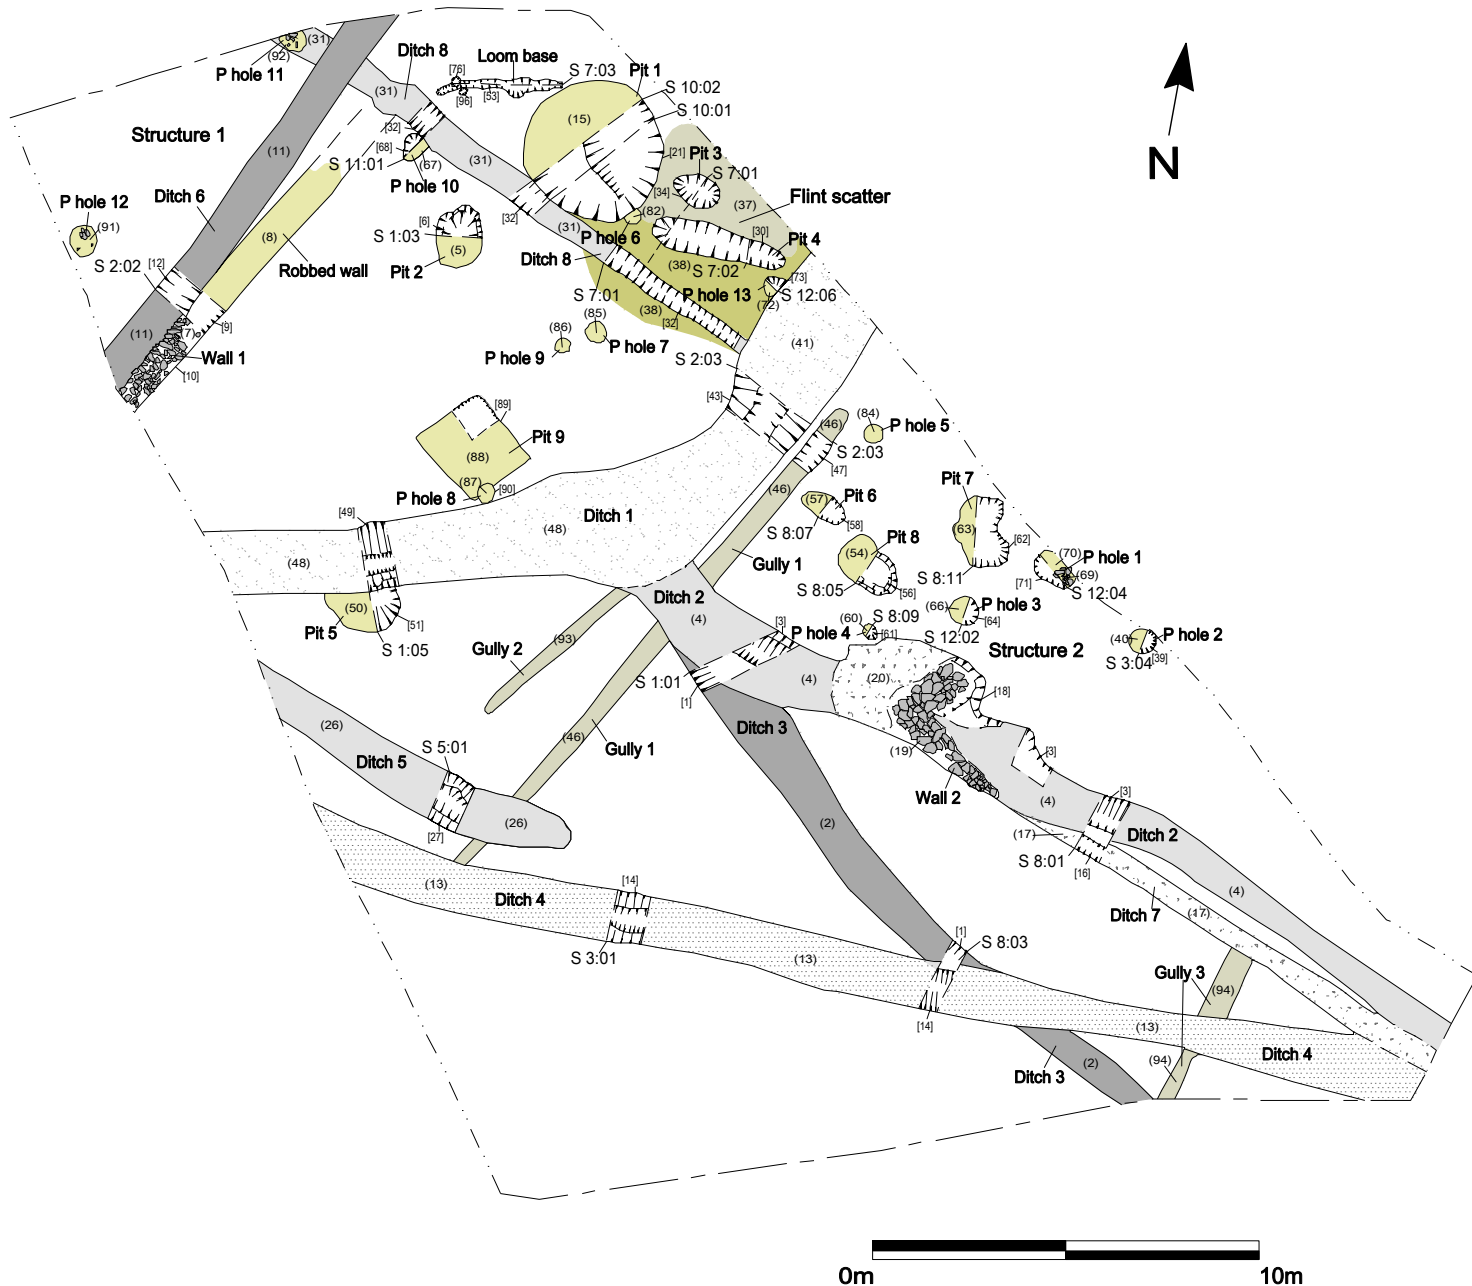 (31)
(92)
P hole 11
Ditch 8
(31)
[76]
Loom base
[96]
[53]
S 7:03
Pit 1
S 10:02
S 10:01
(15)
Structure 1
(11)
[32]
[68]
S 11:01
(67)
P hole 10
(31)
[21]
Pit 3
S 7:01
[34]
(37)
Flint scatter
N
P hole 12
(91)
Ditch 6
(8)
Robbed wall
[6]
S 1:03
(5)
Pit 2
[32]
(31)
(82)
P hole 6
[30]
Pit 4
Ditch 8
(38)
S 7:02
[73]
P hole 13
S 12:06
(72)
S 2:02
[12]
(11)
(7)
[9]
Wall 1
[10]
S 7:01
(38)
[32]
(85)
(86)
P hole 7
P hole 9
(41)
S 2:03
[43]
[89]
Pit 9
(88)
(87)
P hole 8
[90]
(46)
(84)
P hole 5
S 2:03
[47]
(46)
[49]
(48)
Ditch 1
(48)
(57)
Pit 6
S 8:07
[58]
Pit 7
(63)
[62]
S 8:11
Pit 8
(54)
S 8:05
[56]
(70)
P hole 1
(69)
[71]
S 12:04
Gully 1
(50)
Pit 5
[51]
S 1:05
Ditch 2
(4)
[3]
(60)
S 8:09
P hole 4
[61]
(66)
P hole 3
[64]
S 12:02
Structure 2
(40)
P hole 2
S 3:04
[39]
(93)
Gully 2
S 1:01
[1]
(4)
(20)
[18]
(26)
Ditch 5
S 5:01
(46)
Gully 1
Ditch 3
(19)
Wall 2
[3]
(4)
[27]
(26)
(2)
[3]
(17)
Ditch 2
S 8:01
[16]
(13)
Ditch 4
[14]
S 3:01
(4)
Ditch 7
(17)
(13)
[1]
S 8:03
[14]
Gully 3
(94)
(13)
Ditch 4
Ditch 3
(2)
(94)
0m
10m